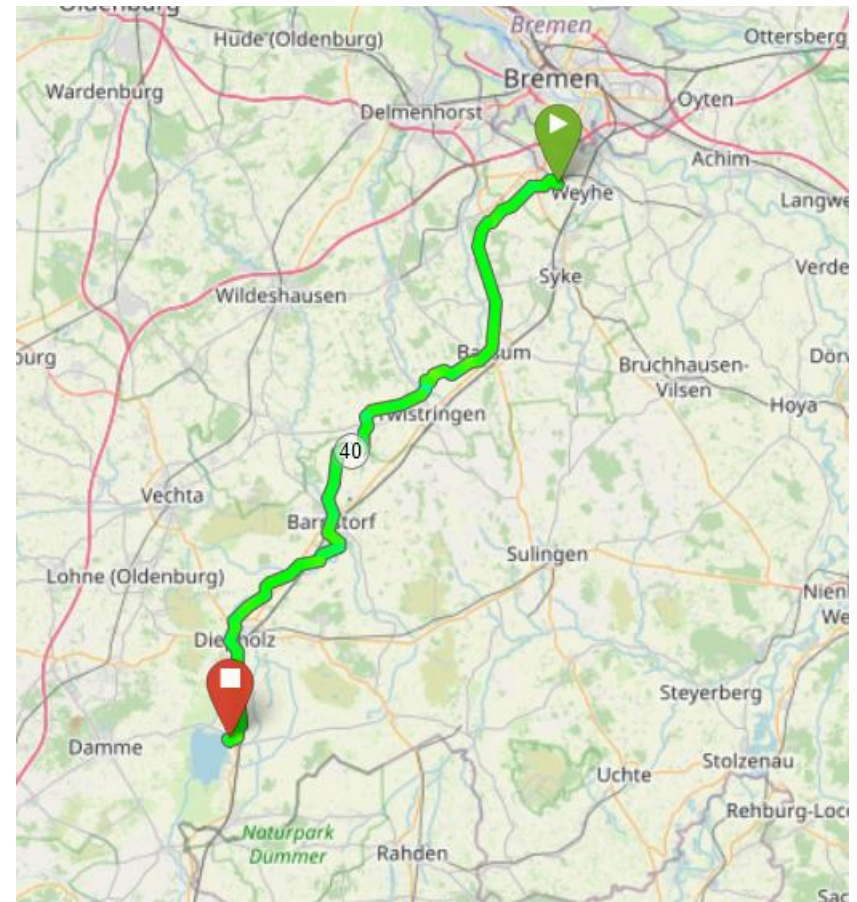 Oldenburg
Bremen
Hude (Oldenburg)
Ottersberg
Bremen
Wardenburg
Oyten
Delmenhorst
Achim
Weyhe
Langwe
Syke
Verde
Wildeshausen
burg
Bassum
Bruchhausen-
Vilsen
Dörv
Twistringen
Hoya
40
Vechta
Barnstorf
Sulingen
Lohne (Oldenburg)
Nien
We
Diepholz
Steyerberg
Damme
Stolzenau
Uchte
Rehburg-Loc
Naturpark
Dümmer
Rahden
Sac